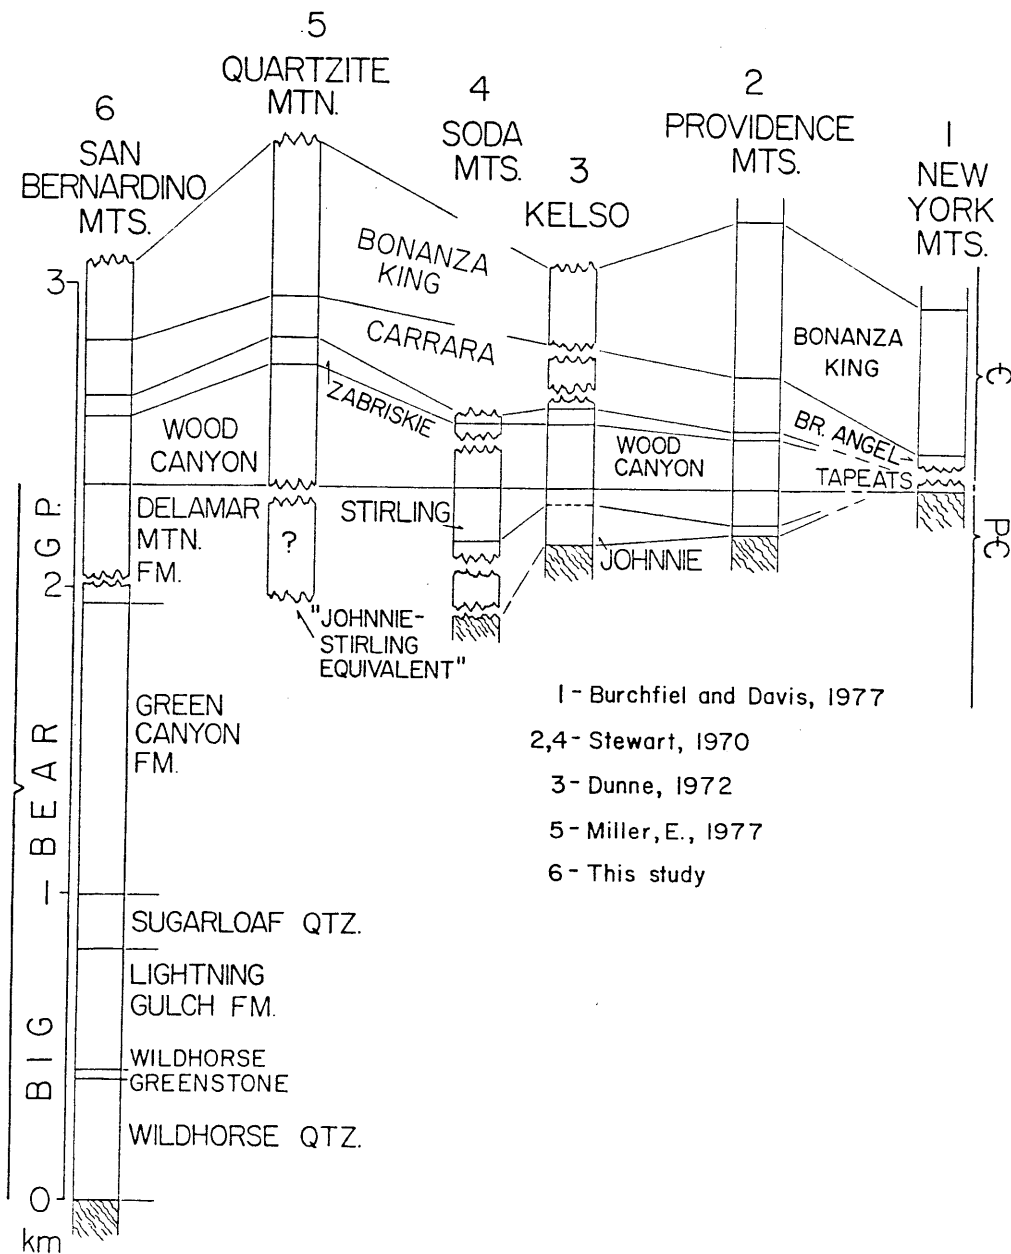 5
QUARTZITE
MTN.
6
SAN
BERNARDINO
MTS.
4
SODA
MTS.
3
KELSO
2
PROVIDENCE
MTS.
1
NEW
YORK
MTS.
3
BONANZA
KING
CARRARA
ZABRISKIE
BONANZA
KING
BR. ANGEL
TAPEATS
Є
PЄ
WOOD
CANYON
WOOD
CANYON
DELAMAR
MTN.
FM.
?
STIRLING
JOHNNIE
2
"JOHNNIE-
STIRLING
EQUIVALENT"
GREEN
CANYON
FM.
BIG BEAR GP.
1
SUGARLOAF QTZ.
LIGHTNING
GULCH FM.
WILDHORSE
GREENSTONE
WILDHORSE QTZ.
0
km
1- Burchfiel and Davis, 1977
2,4- Stewart, 1970
3- Dunne, 1972
5- Miller, E., 1977
6- This study